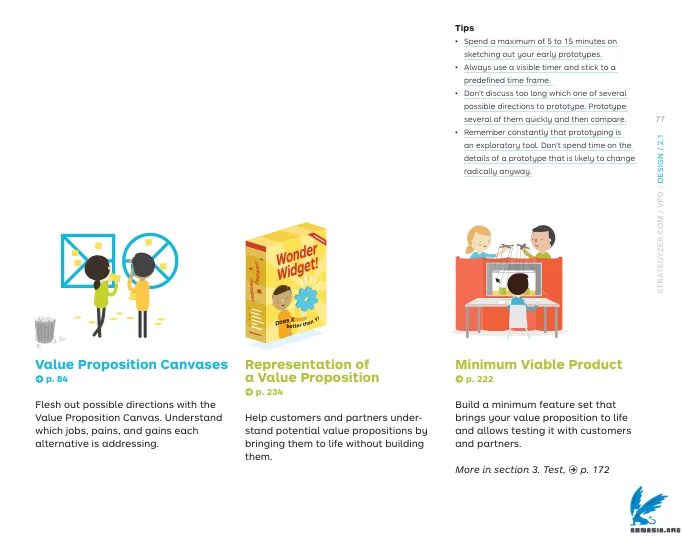 Tips
• Spend a maximum of 5 to 15 minutes on
sketching out your early prototypes.
• Always use a visible timer and stick to a
predefined time frame.
• Don't discuss too long which one of several
possible directions to prototype. Prototype
several of them quickly and then compare.
• Remember constantly that prototyping is
an exploratory tool. Don't spend time on the
details of a prototype that is likely to change
radically anyway.
77
STRATEGYZER.COM / VPD / DESIGN / 2.1
Wonder
Widget!
Does X
better than Y!
Value Proposition Canvases
p. 84
Flesh out possible directions with the
Value Proposition Canvas. Understand
which jobs, pains, and gains each
alternative is addressing.
Representation of
a Value Proposition
p. 234
Help customers and partners under-
stand potential value propositions by
bringing them to life without building
them.
Minimum Viable Product
p. 222
Build a minimum feature set that
brings your value proposition to life
and allows testing it with customers
and partners.
More in section 3. Test, p. 172
ABNASIA.ORG